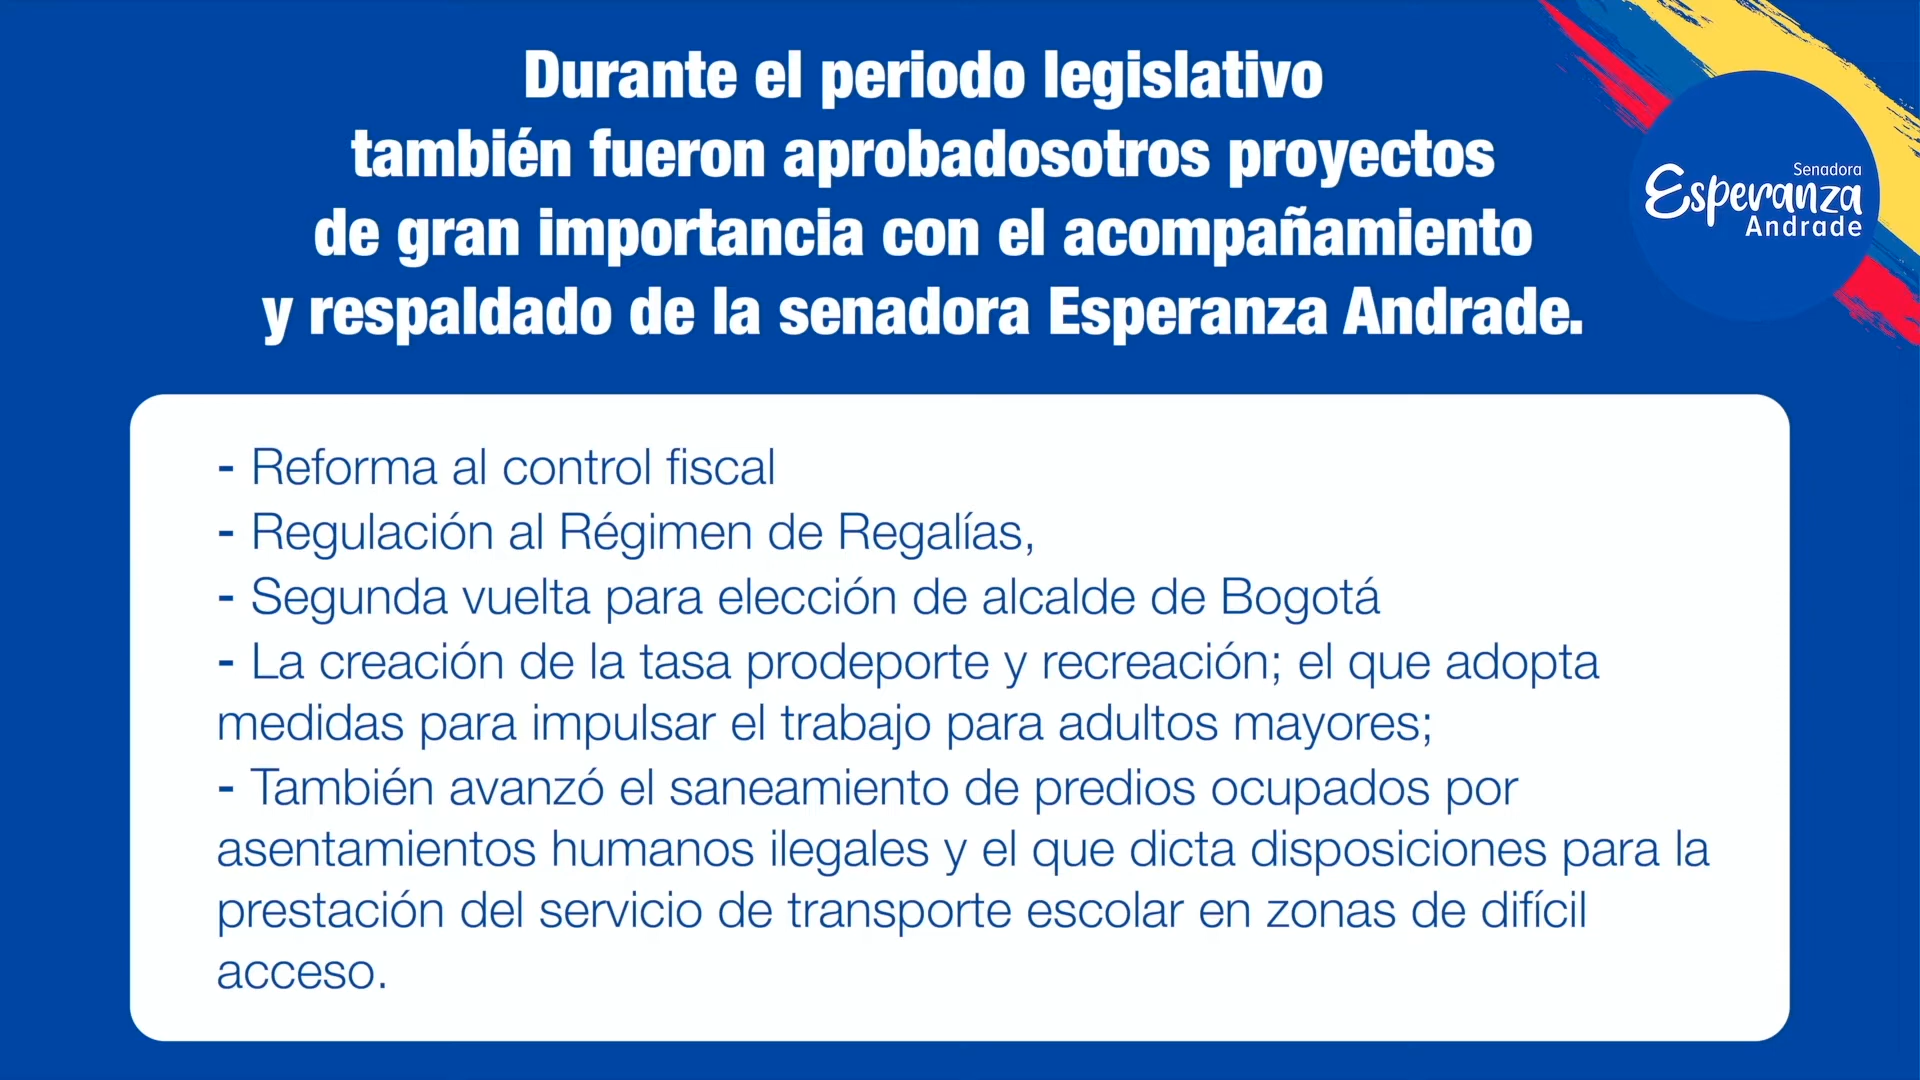 Durante el periodo legislativo
también fueron aprobadosotros proyectos
de gran importancia con el acompañamiento
y respaldado de la senadora Esperanza Andrade.
Senadora
Esperanza
Andrade
- Reforma al control fiscal
- Regulación al Régimen de Regalías,
- Segunda vuelta para elección de alcalde de Bogotá
- La creación de la tasa prodeporte y recreación; el que adopta
medidas para impulsar el trabajo para adultos mayores;
- También avanzó el saneamiento de predios ocupados por
asentamientos humanos ilegales y el que dicta disposiciones para la
prestación del servicio de transporte escolar en zonas de difícil
acceso.